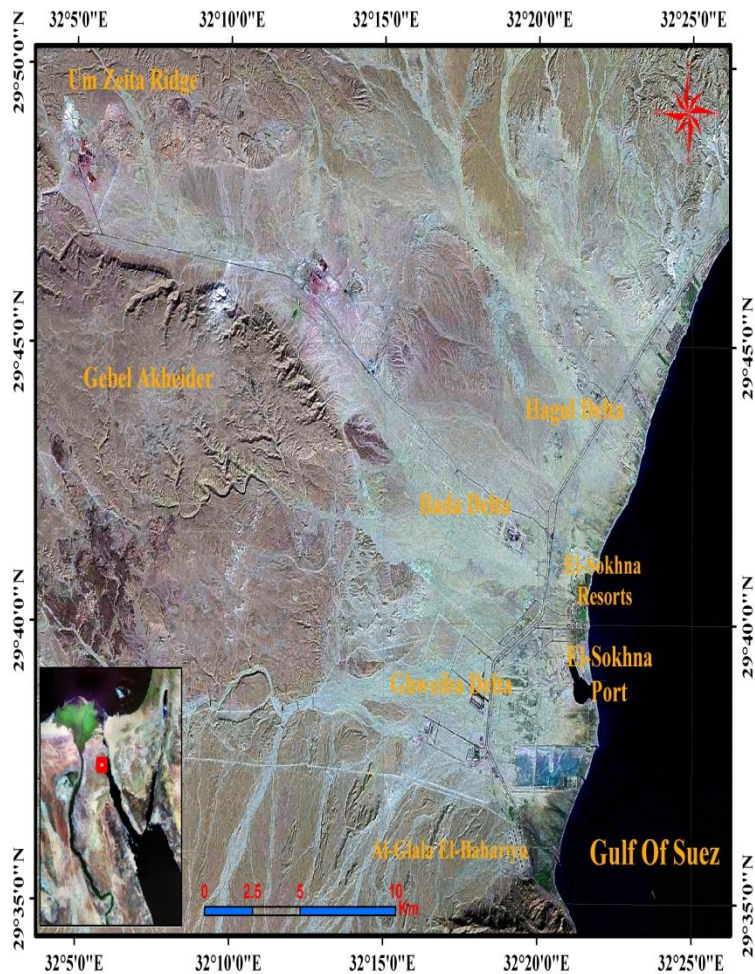 32°5'0"E 32°10'0"E 32°15'0"E 32°20'0"E 32°25'0"E
29°50'0"N
29°50'0"N
Um Zeita Ridge
29°45'0"N
29°45'0"N
Gebel Akheider
Hagul Delta
Bada Delta
El-Sokhna
Resorts
29°40'0"N
29°40'0"N
El-Sokhna
Port
Ghweiba Delta
Al-Glala El-Bahariya
Gulf Of Suez
0 2.5 5 10
Km
29°35'0"N
29°35'0"N
32°5'0"E 32°10'0"E 32°15'0"E 32°20'0"E 32°25'0"E